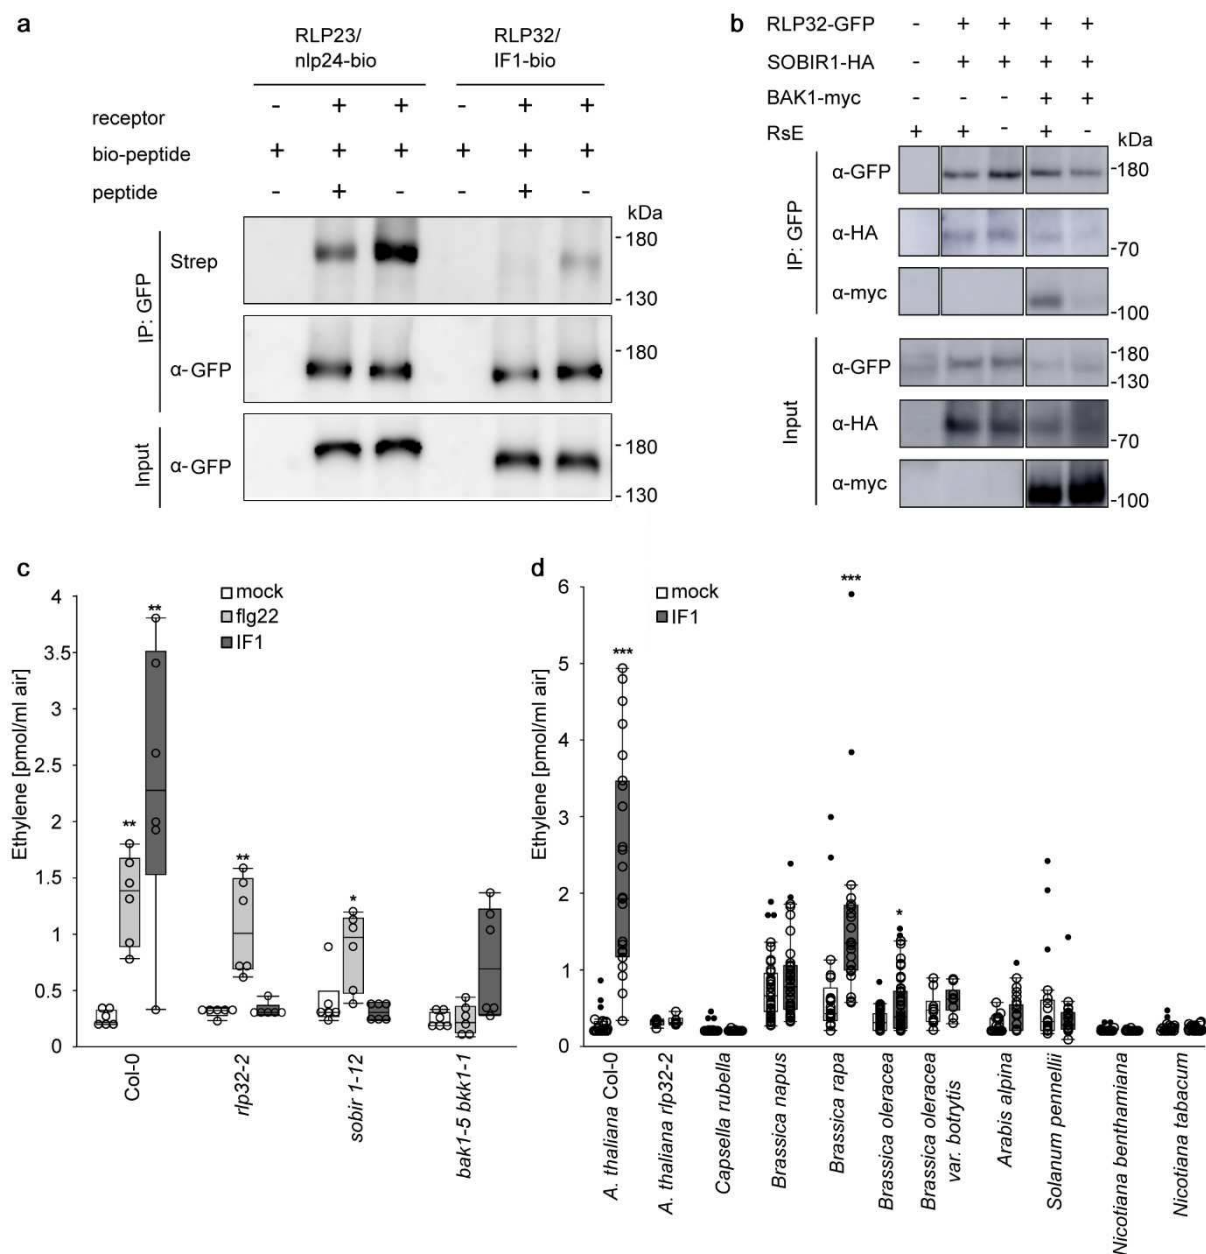 a
RLP23/ RLP32/
nlp24-bio IF1-bio
receptor - + + - + +
bio-peptide + + + + + +
peptide - + - - + -
kDa
IP: GFP
Strep - 180
- 130
α-GFP - 180
Input
α-GFP - 180
- 130
b
RLP32-GFP - + + + +
SOBIR1-HA - + + + +
BAK1-myc - - - + +
RsE + + - + -
kDa
IP: GFP
α-GFP -180
α-HA -70
α-myc -100
Input
α-GFP -180
-130
α-HA -70
α-myc -100
c
mock
flg22
IF1
Ethylene [pmol/ml air]
4
3.5
3
2.5
2
1.5
1
0.5
0
** ** ** *
Col-0
rlp32-2
sobir 1-12
bak1-5 bkk1-1
d
mock
IF1
Ethylene [pmol/ml air]
6
5
4
3
2
1
0
*** *** *
A. thaliana Col-0
A. thaliana rlp32-2
Capsella rubella
Brassica napus
Brassica rapa
Brassica oleracea
Brassica oleracea
var. botrytis
Arabis alpina
Solanum pennellii
Nicotiana benthamiana
Nicotiana tabacum